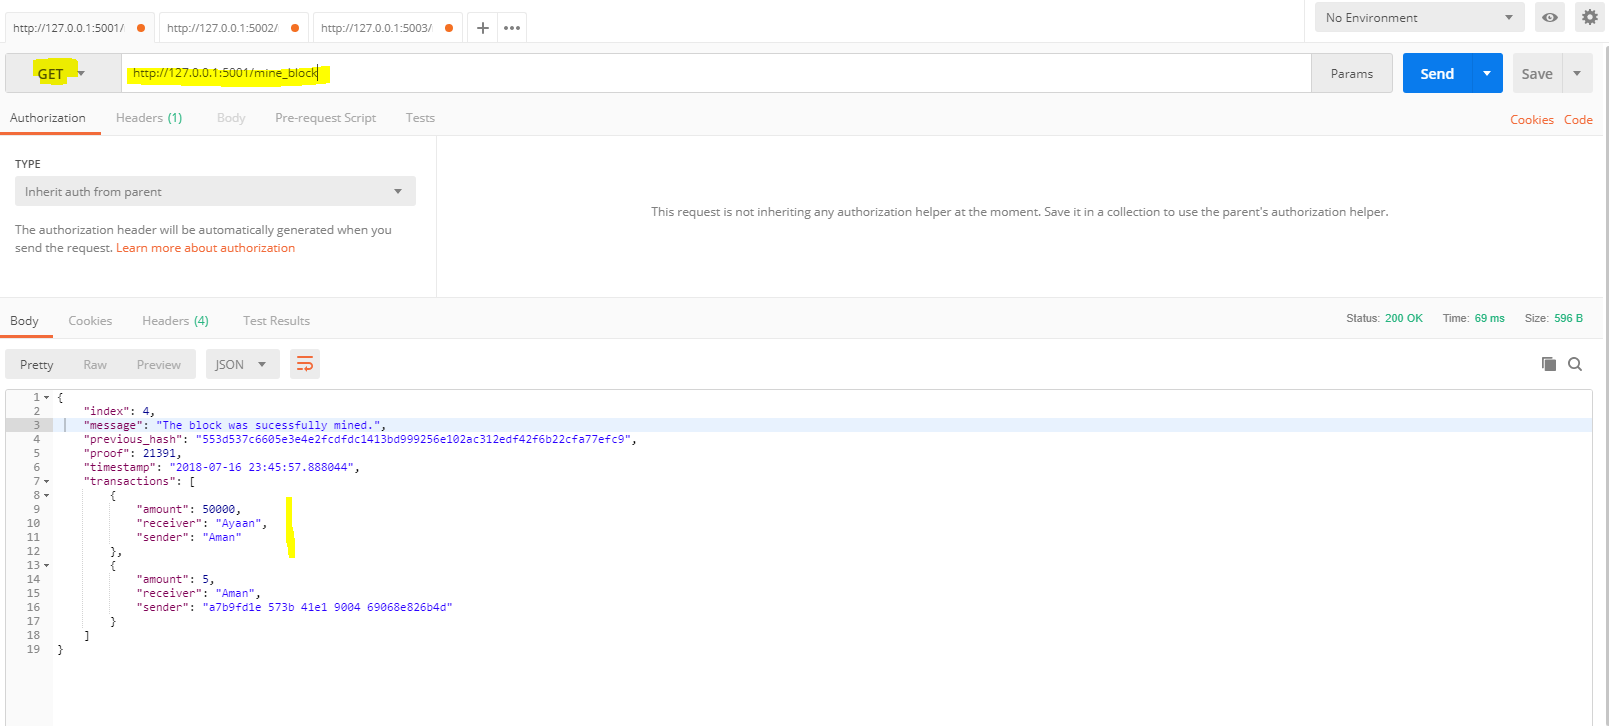 http://127.0.0.1:5001/ http://127.0.0.1:5002/ http://127.0.0.1:5003/ No Environment
GET http://127.0.0.1:5001/mine_block Params Send Save
Authorization Headers (1) Body Pre-request Script Tests Cookies Code
TYPE
Inherit auth from parent
This request is not inheriting any authorization helper at the moment. Save it in a collection to use the parent's authorization helper.
The authorization header will be automatically generated when you
send the request. Learn more about authorization
Body Cookies Headers (4) Test Results Status: 200 OK Time: 69 ms Size: 596 B
Pretty Raw Preview JSON
1 {
2 "index": 4,
3 "message": "The block was sucessfully mined.",
4 "previous_hash": "553d537c6605e3e4e2fcdfdc1413bd999256e102ac312edf42f6b22cfa77efc9",
5 "proof": 21391,
6 "timestamp": "2018-07-16 23:45:57.888044",
7 "transactions": [
8 {
9 "amount": 50000,
10 "receiver": "Ayaan",
11 "sender": "Aman"
12 },
13 {
14 "amount": 5,
15 "receiver": "Aman",
16 "sender": "a7b9fd1e 573b 41e1 9004 69068e826b4d"
17 }
18 ]
19 }